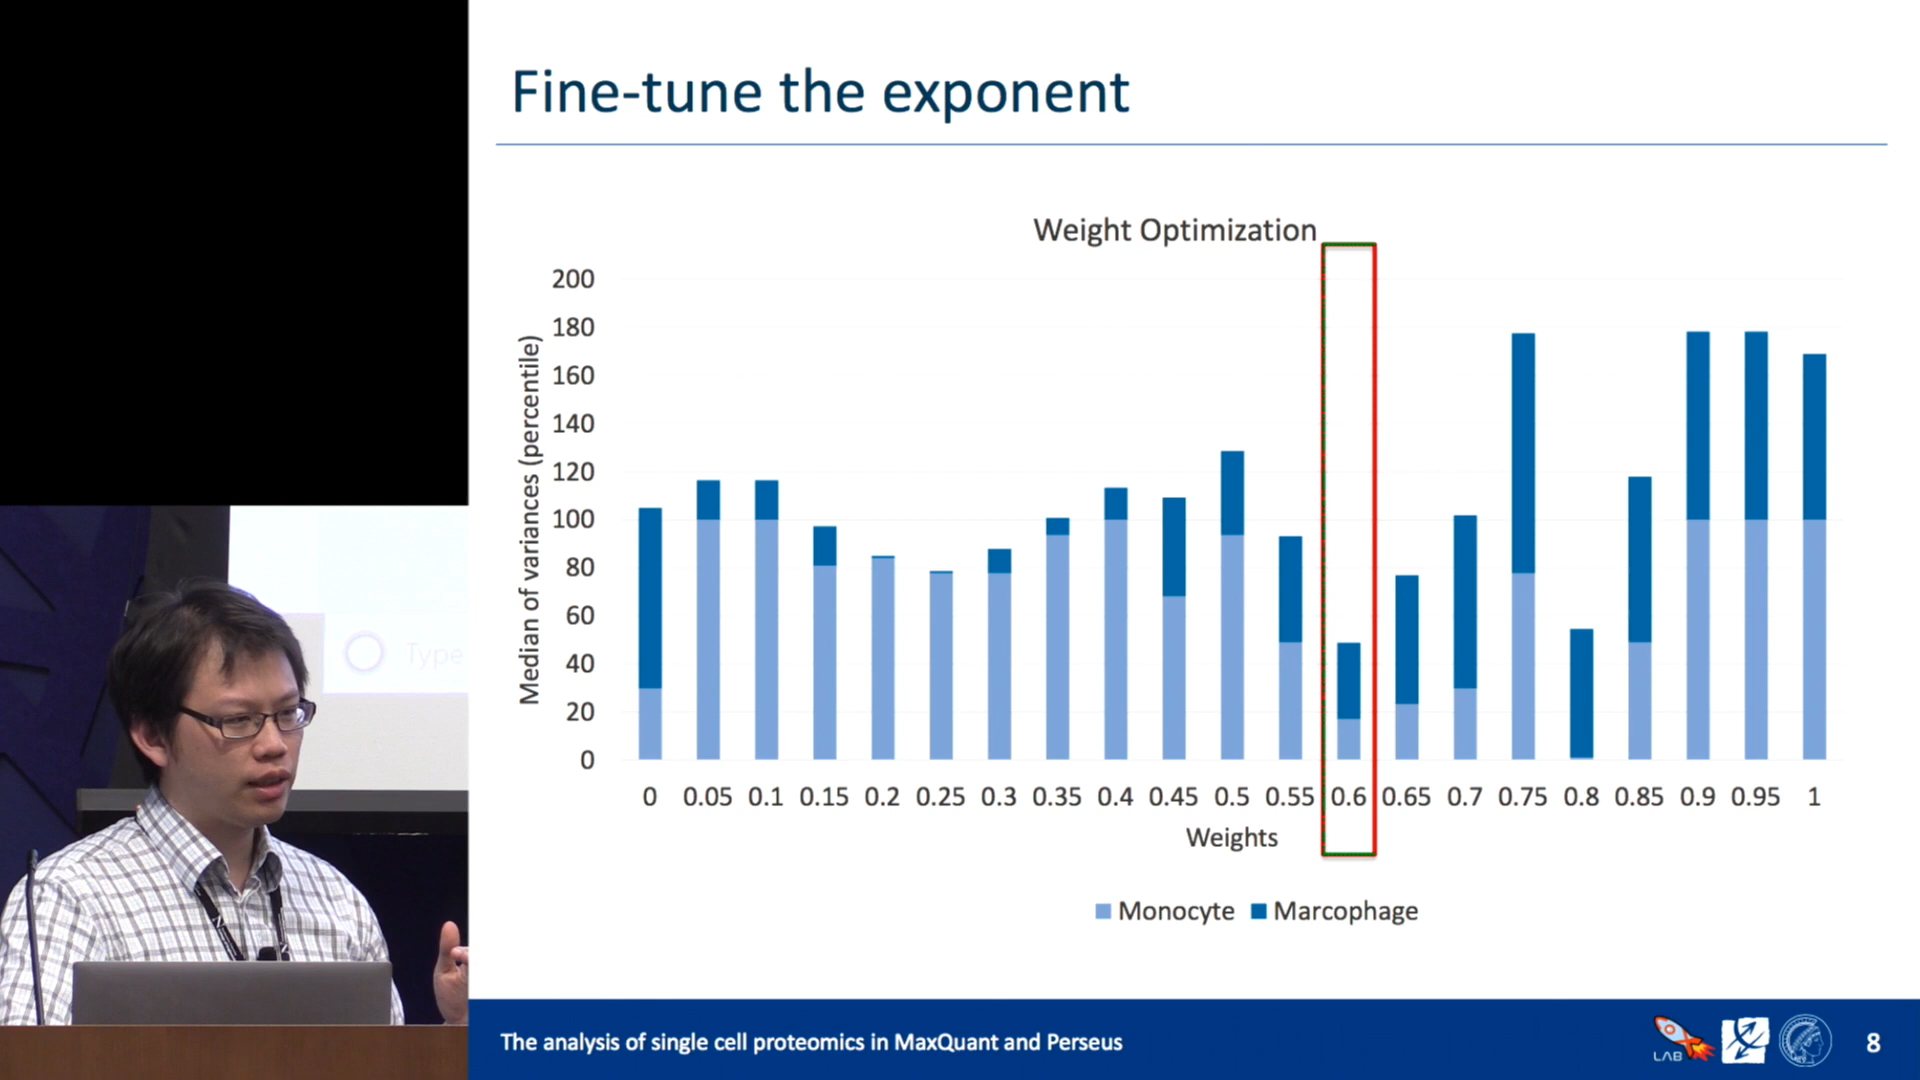 Fine-tune the exponent
Weight Optimization
200
180
160
140
120
100
80
60
40
20
0
Median of variances (percentile)
0 0.05 0.1 0.15 0.2 0.25 0.3 0.35 0.4 0.45 0.5 0.55 0.6 0.65 0.7 0.75 0.8 0.85 0.9 0.95 1
Weights
Monocyte Marcophage
Type
The analysis of single cell proteomics in MaxQuant and Perseus
LAB
8